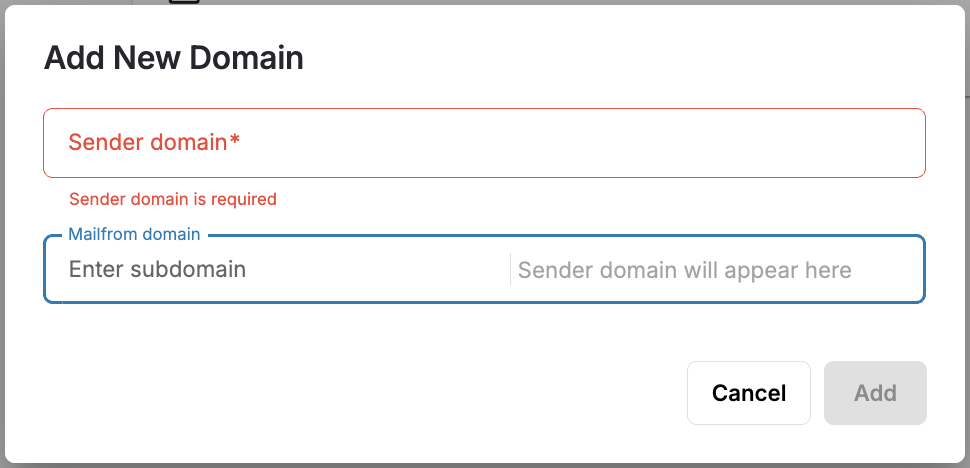 Add New Domain
Sender domain*
Sender domain is required
Mailfrom domain
Enter subdomain
Sender domain will appear here
Cancel
Add